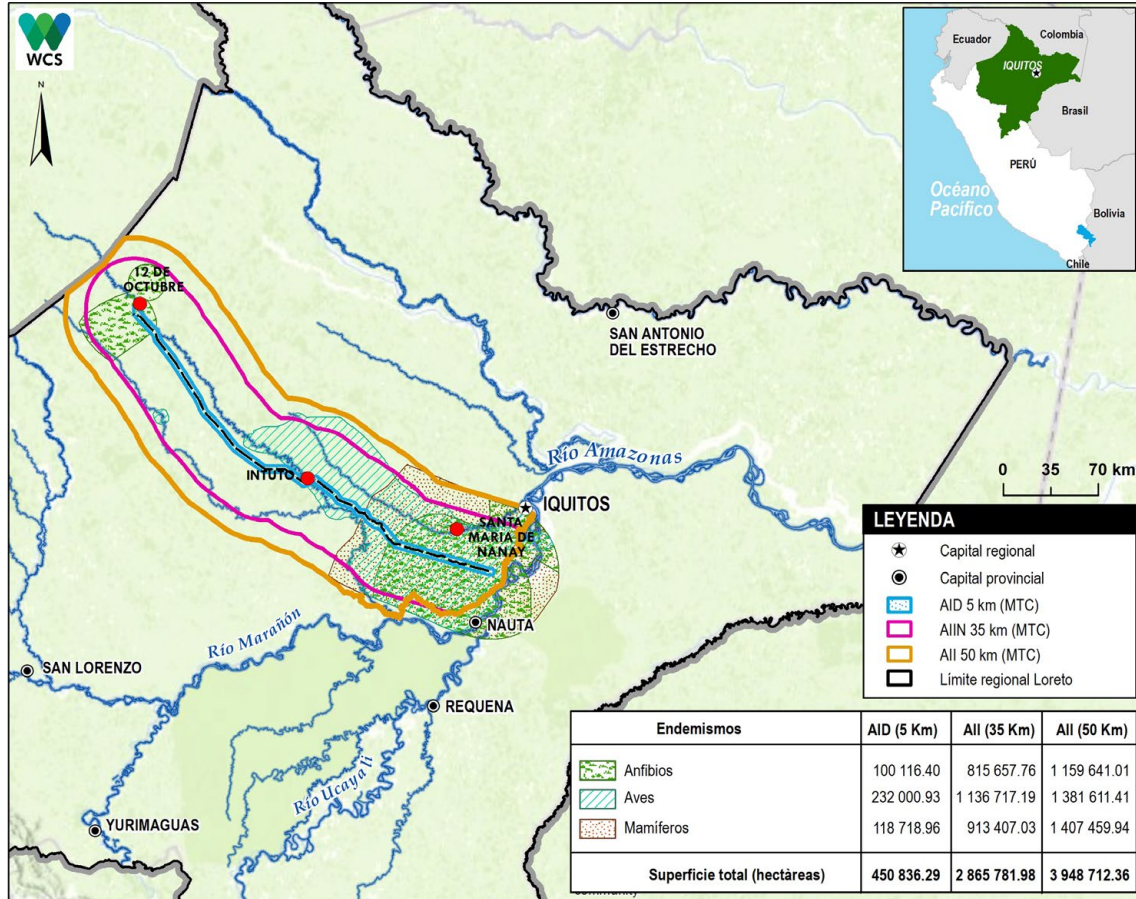 WCS
N
Ecuador
Colombia
IQUITOS
Brasil
PERÙ
Océano
Pacífico
Bolivia
Chile
12 DE
OCTUBRE
SAN ANTONIO
DEL ESTRECHO
INTUTO
Río Amazonas
IQUITOS
SANTA
MARIA DE
NANAY
NAUTA
Río Marañón
SAN LORENZO
REQUENA
Río Ucayali
YURIMAGUAS
0 35 70 km
LEYENDA
Capital regional
Capital provincial
AID 5 km (MTC)
AIIN 35 km (MTC)
AII 50 km (MTC)
Límite regional Loreto
Endemismos AID (5 Km) AII (35 Km) AII (50 Km)
Anfibios 100 116.40 815 657.76 1 159 641.01
Aves 232 000.93 1 136 717.19 1 381 611.41
Mamíferos 118 718.96 913 407.03 1 407 459.94
Superficie total (hectàreas) 450 836.29 2 865 781.98 3 948 712.36